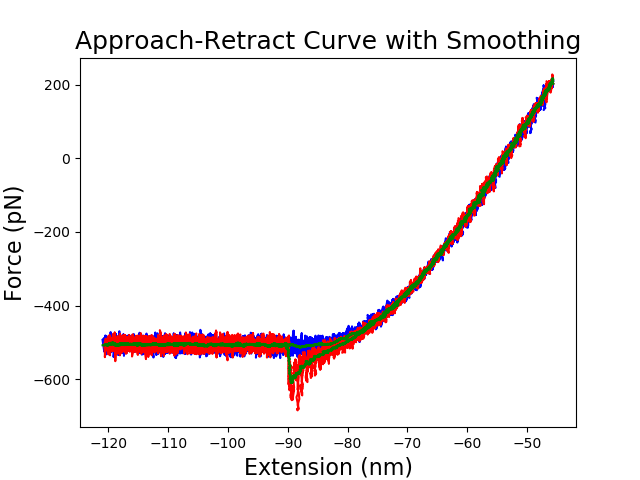 Approach-Retract Curve with Smoothing
200
0
−200
−400
−600
Force (pN)
−120 −110 −100 −90 −80 −70 −60 −50
Extension (nm)